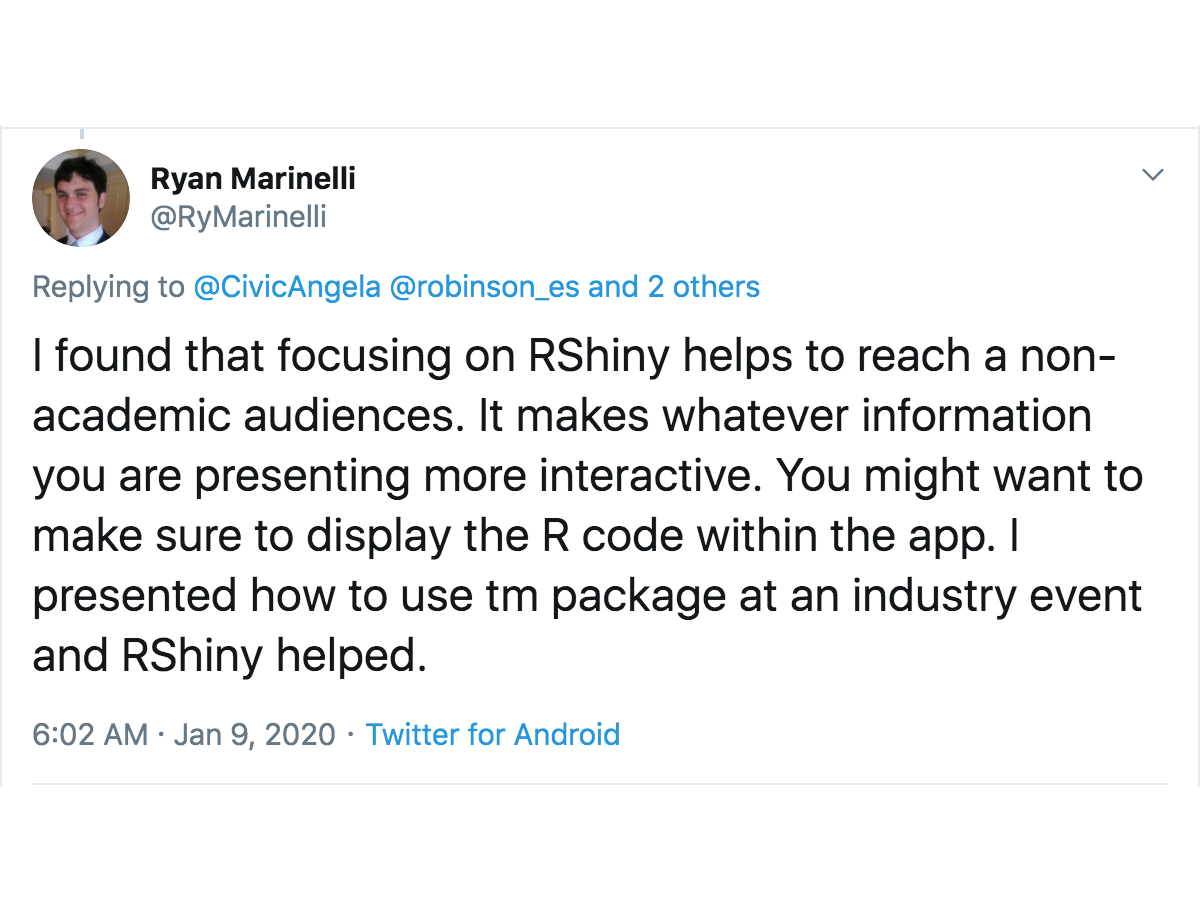 Ryan Marinelli
@RyMarinelli
Replying to @CivicAngela @robinson_es and 2 others
I found that focusing on RShiny helps to reach a non-
academic audiences. It makes whatever information
you are presenting more interactive. You might want to
make sure to display the R code within the app. I
presented how to use tm package at an industry event
and RShiny helped.
6:02 AM · Jan 9, 2020 · Twitter for Android